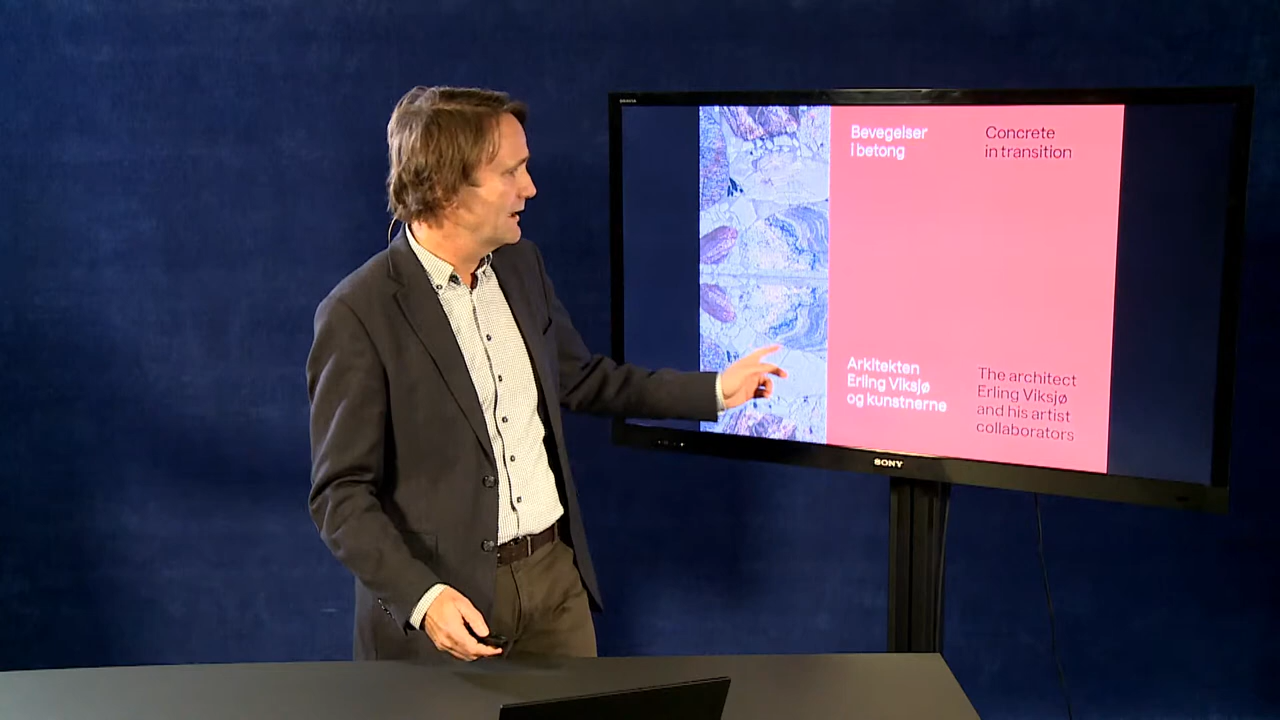 BRAVIA
Bevegelser
i betong
Concrete
in transition
Arkitekten
Erling Viksjø
og kunstnerne
The architect
Erling Viksjø
and his artist
collaborators
SONY